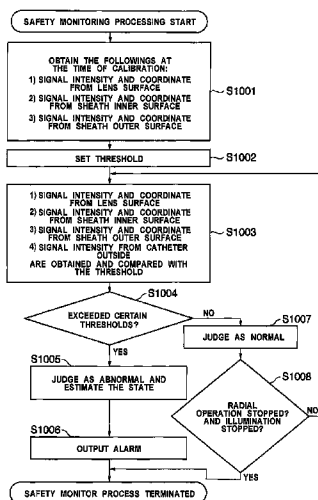 SAFETY MONITORING PROCESSING START
OBTAIN THE FOLLOWINGS AT
THE TIME OF CALIBRATION:
1) SIGNAL INTENSITY AND COORDINATE
FROM LENS SURFACE
2) SIGNAL INTENSITY AND COORDINATE
FROM SHEATH INNER SURFACE
3) SIGNAL INTENSITY AND COORDINATE
FROM SHEATH OUTER SURFACE
S1001
SET THRESHOLD
S1002
1) SIGNAL INTENSITY AND COORDINATE
FROM LENS SURFACE
2) SIGNAL INTENSITY AND COORDINATE
FROM SHEATH INNER SURFACE
3) SIGNAL INTENSITY AND COORDINATE
FROM SHEATH OUTER SURFACE
4) SIGNAL INTENSITY FROM CATHETER
OUTSIDE
ARE OBTAINED AND COMPARED WITH
THE THRESHOLD
S1003
S1004
EXCEEDED CERTAIN
THRESHOLDS?
NO
S1007
JUDGE AS NORMAL
YES
S1005
JUDGE AS ABNORMAL AND
ESTIMATE THE STATE
S1008
RADIAL
OPERATION STOPPED?
AND ILLUMINATION
STOPPED?
NO
S1006
OUTPUT ALARM
YES
SAFETY MONITOR PROCESS TERMINATED